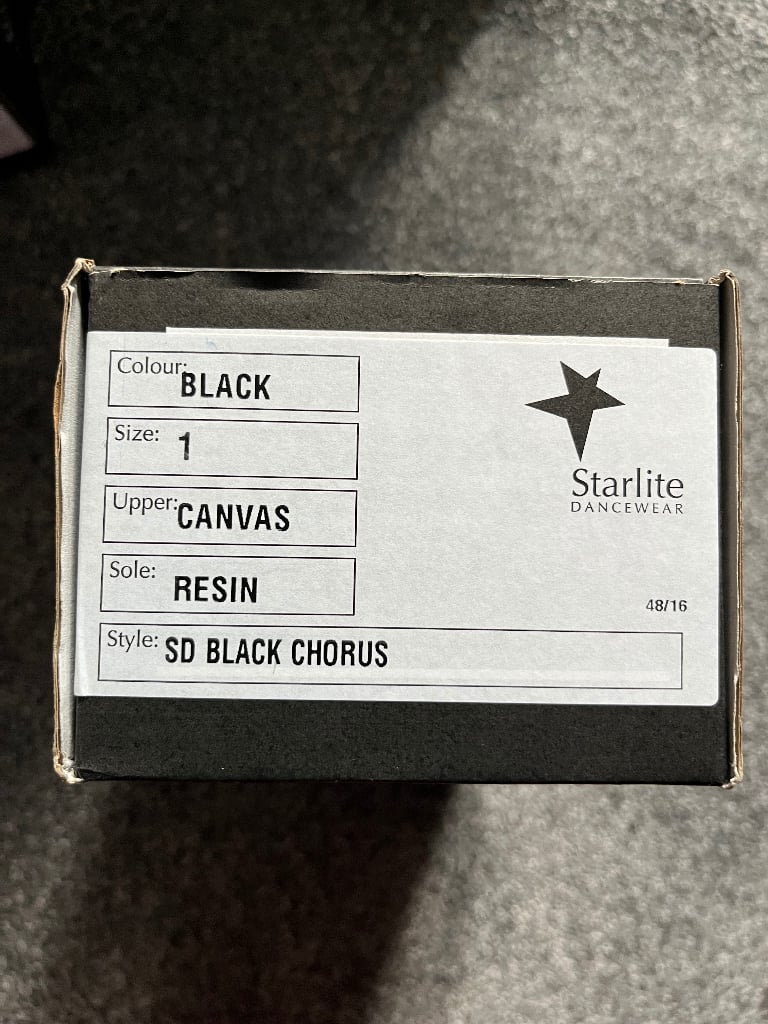 Colour: BLACK
Size: 1
Upper: CANVAS
Sole: RESIN
Style: SD BLACK CHORUS
Starlite
DANCEWEAR
48/16